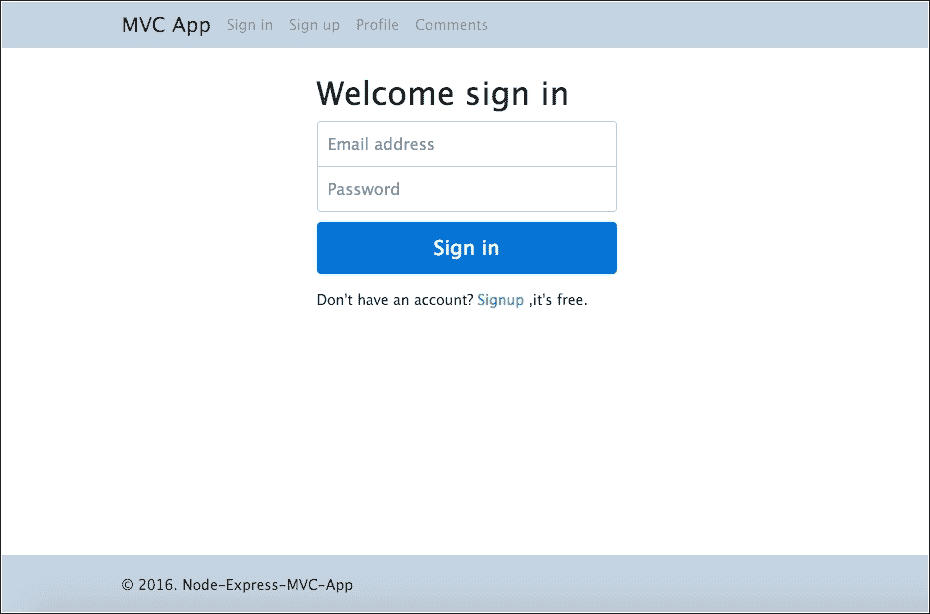 MVC App Sign in Sign up Profile Comments
Welcome sign in
Email address
Password
Sign in
Don't have an account? Signup ,it's free.
© 2016. Node-Express-MVC-App